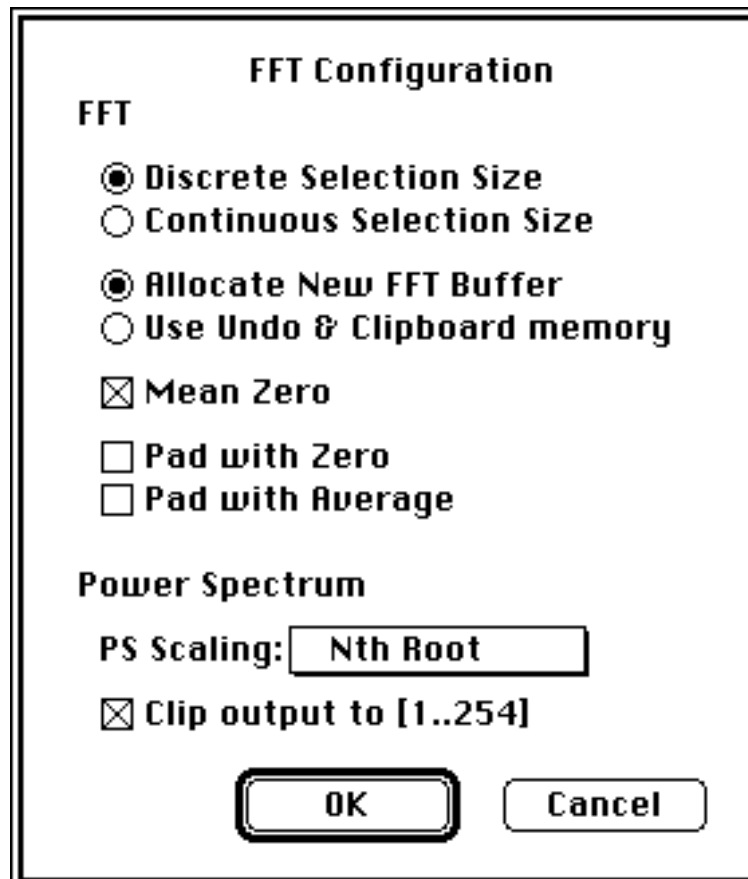 FFT Configuration
FFT
Discrete Selection Size
Continuous Selection Size
Allocate New FFT Buffer
Use Undo & Clipboard memory
Mean Zero
Pad with Zero
Pad with Average
Power Spectrum
PS Scaling: Nth Root
Clip output to [1..254]
OK Cancel